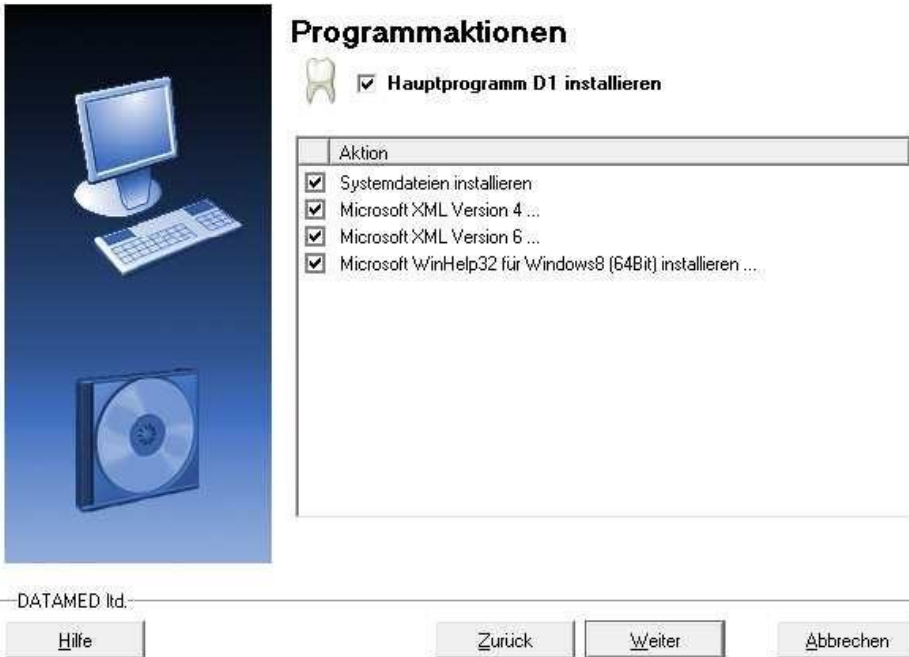 Programmaktionen
Hauptprogramm D1 installieren
Aktion
Systemdateien installieren
Microsoft XML Version 4 ...
Microsoft XML Version 6 ...
Microsoft WinHelp32 für Windows8 (64Bit) installieren ...
DATAMED ltd.
Hilfe Zurück Weiter Abbrechen